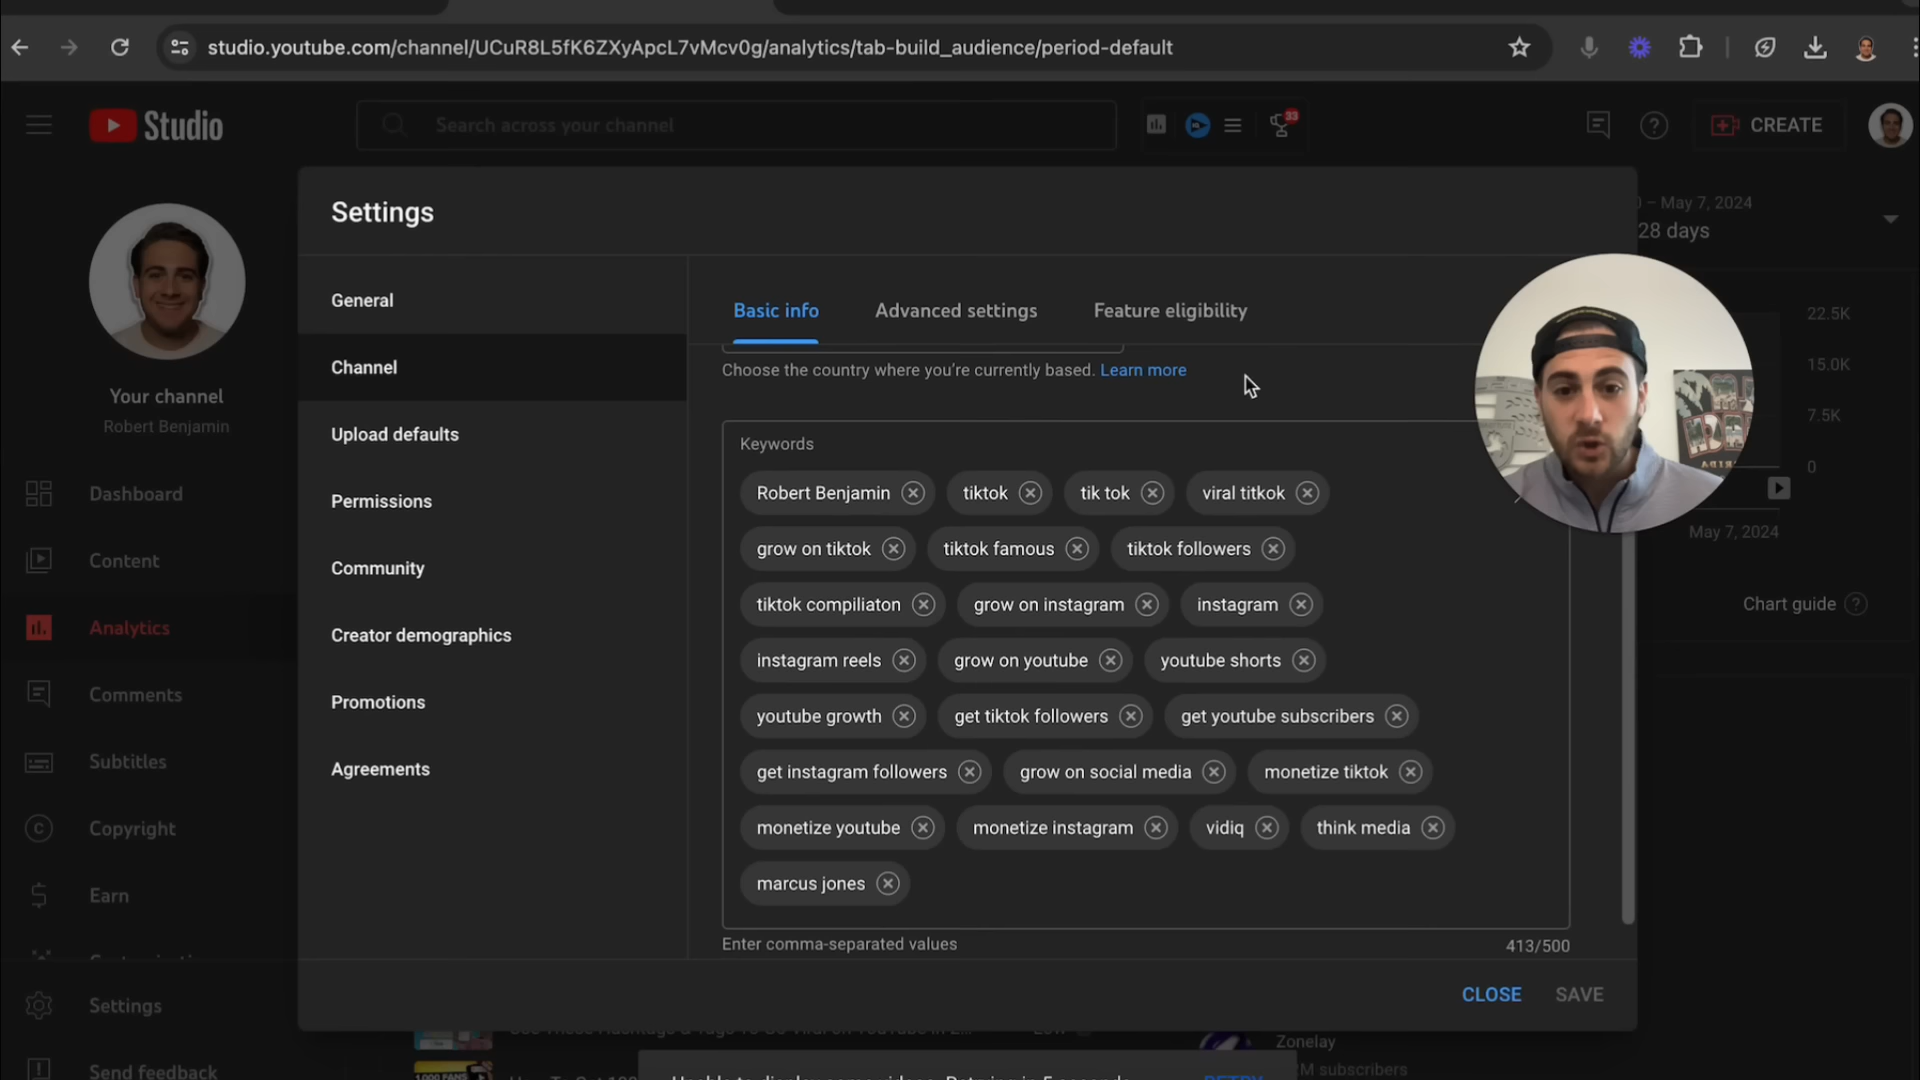 studio.youtube.com/channel/UCuR8L5fK6ZXyApcL7vMcv0g/analytics/tab-build_audience/period-default
Studio
Search across your channel
33
CREATE
Settings
– May 7, 2024
28 days
General
Channel
Upload defaults
Permissions
Community
Creator demographics
Promotions
Agreements
Your channel
Robert Benjamin
Dashboard
Content
Analytics
Comments
Subtitles
Copyright
Earn
Settings
Send feedback
Basic info
Advanced settings
Feature eligibility
Choose the country where you're currently based. Learn more
Keywords
Robert Benjamin
tiktok
tik tok
viral titkok
grow on tiktok
tiktok famous
tiktok followers
tiktok compiliaton
grow on instagram
instagram
instagram reels
grow on youtube
youtube shorts
youtube growth
get tiktok followers
get youtube subscribers
get instagram followers
grow on social media
monetize tiktok
monetize youtube
monetize instagram
vidiq
think media
marcus jones
Enter comma-separated values
413/500
CLOSE
SAVE
22.5K
15.0K
7.5K
0
May 7, 2024
Chart guide
Zonelay
M subscribers